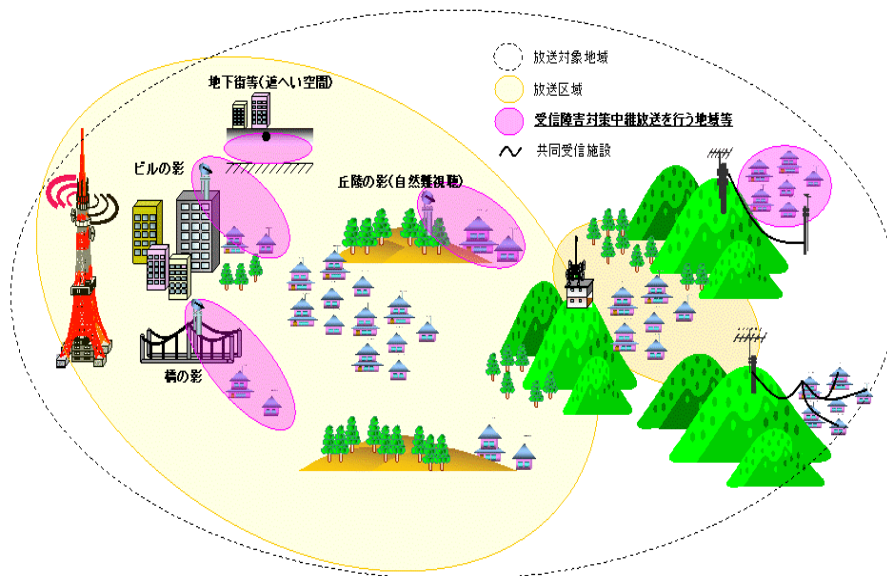 放送対象地域
放送区域
受信障害対策中継放送を行う地域等
共同受信施設
地下街等(遮へい空間)
ビルの影
丘陵の影(自然難視聴)
橋の影